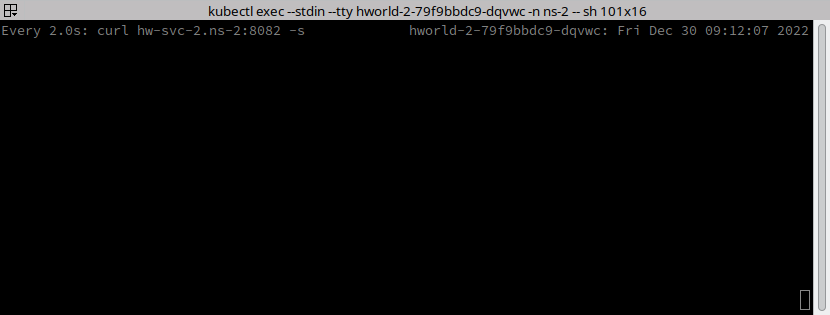 kubectl exec --stdin --tty hworld-2-79f9bbdc9-dqvwc -n ns-2 -- sh 101x16
Every 2.0s: curl hw-svc-2.ns-2:8082 -s hworld-2-79f9bbdc9-dqvwc: Fri Dec 30 09:12:07 2022